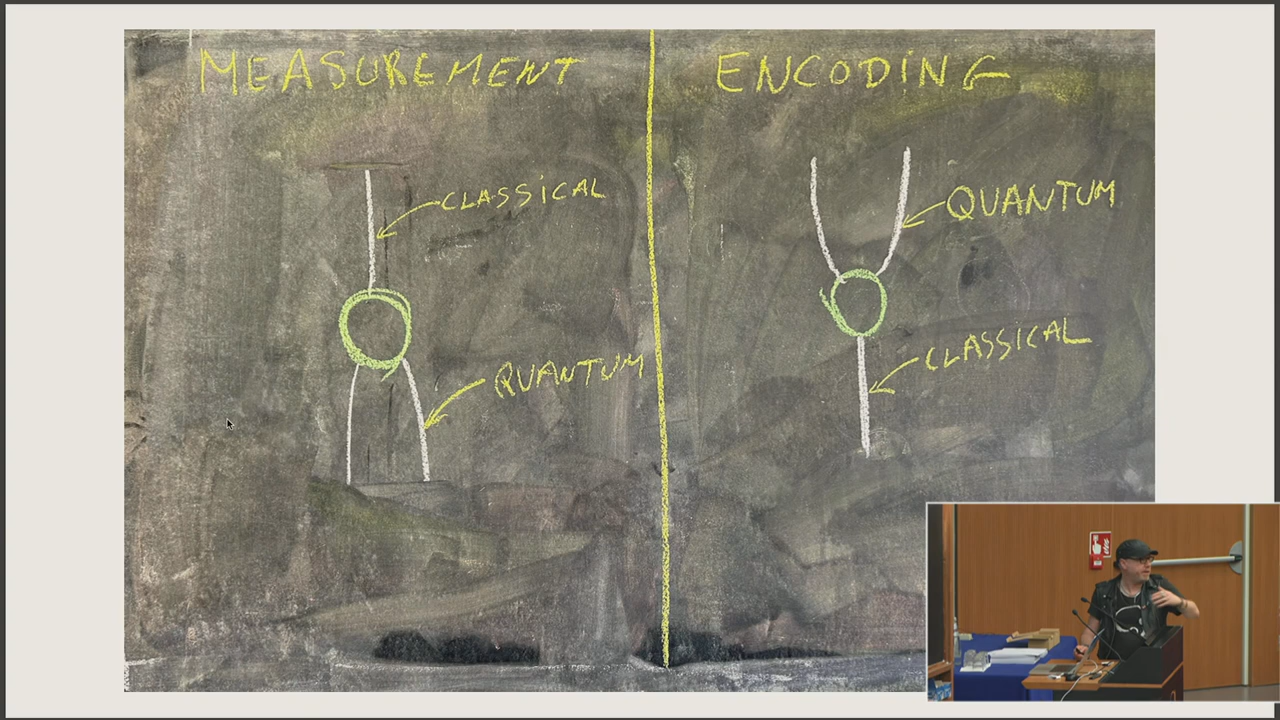 MEASUREMENT
CLASSICAL
QUANTUM
ENCODING
QUANTUM
CLASSICAL